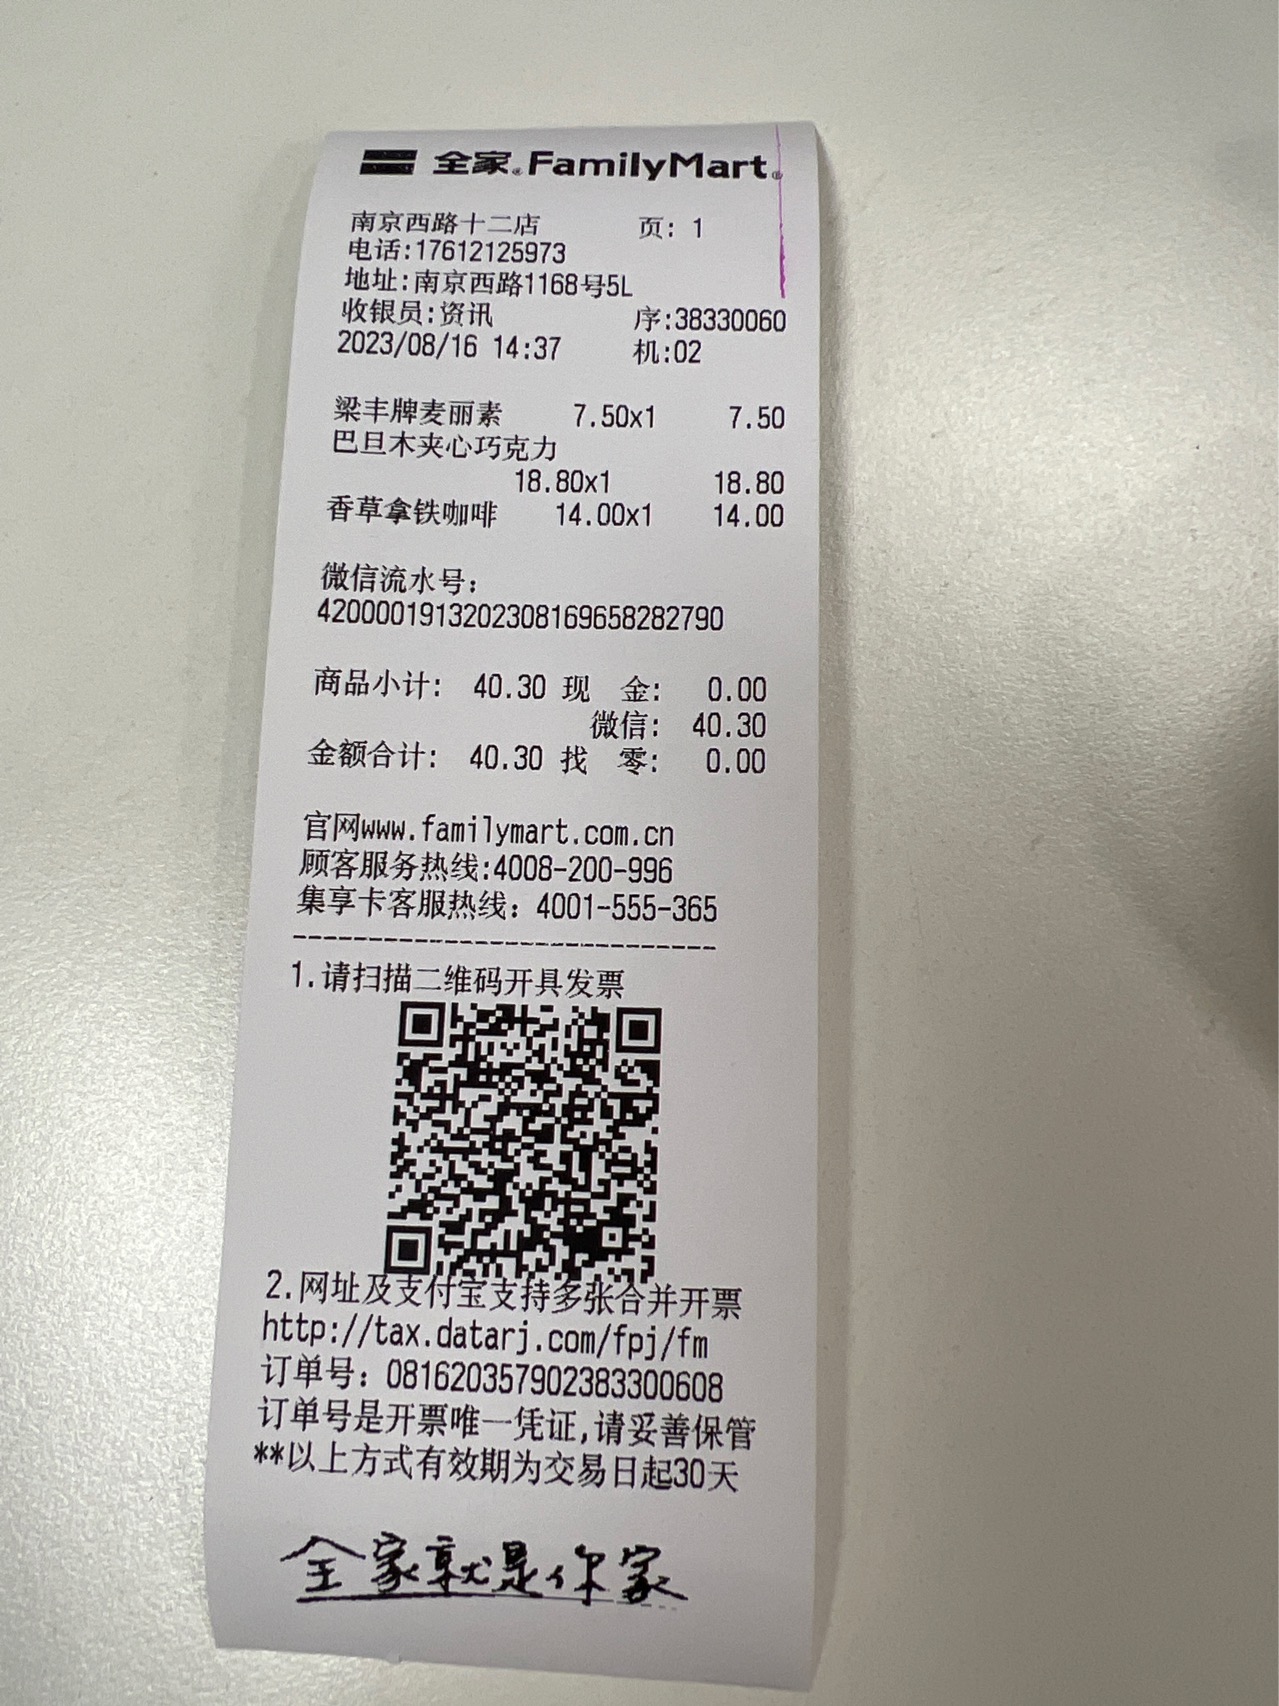 全家® FamilyMart®
南京西路十二店 页: 1
电话:17612125973
地址:南京西路1168号5L
收银员:资讯 序:38330060
2023/08/16 14:37 机:02
梁丰牌麦丽素 7.50x1 7.50
巴旦木夹心巧克力
18.80x1 18.80
香草拿铁咖啡 14.00x1 14.00
微信流水号:
4200001913202308169658282790
商品小计: 40.30 现 金: 0.00
微信: 40.30
金额合计: 40.30 找 零: 0.00
官网www.familymart.com.cn
顾客服务热线:4008-200-996
集享卡客服热线: 4001-555-365
------------------------------
1.请扫描二维码开具发票
2.网址及支付宝支持多张合并开票
http://tax.datarj.com/fpj/fm
订单号: 081620357902383300608
订单号是开票唯一凭证,请妥善保管
**以上方式有效期为交易日起30天
全家就是你家